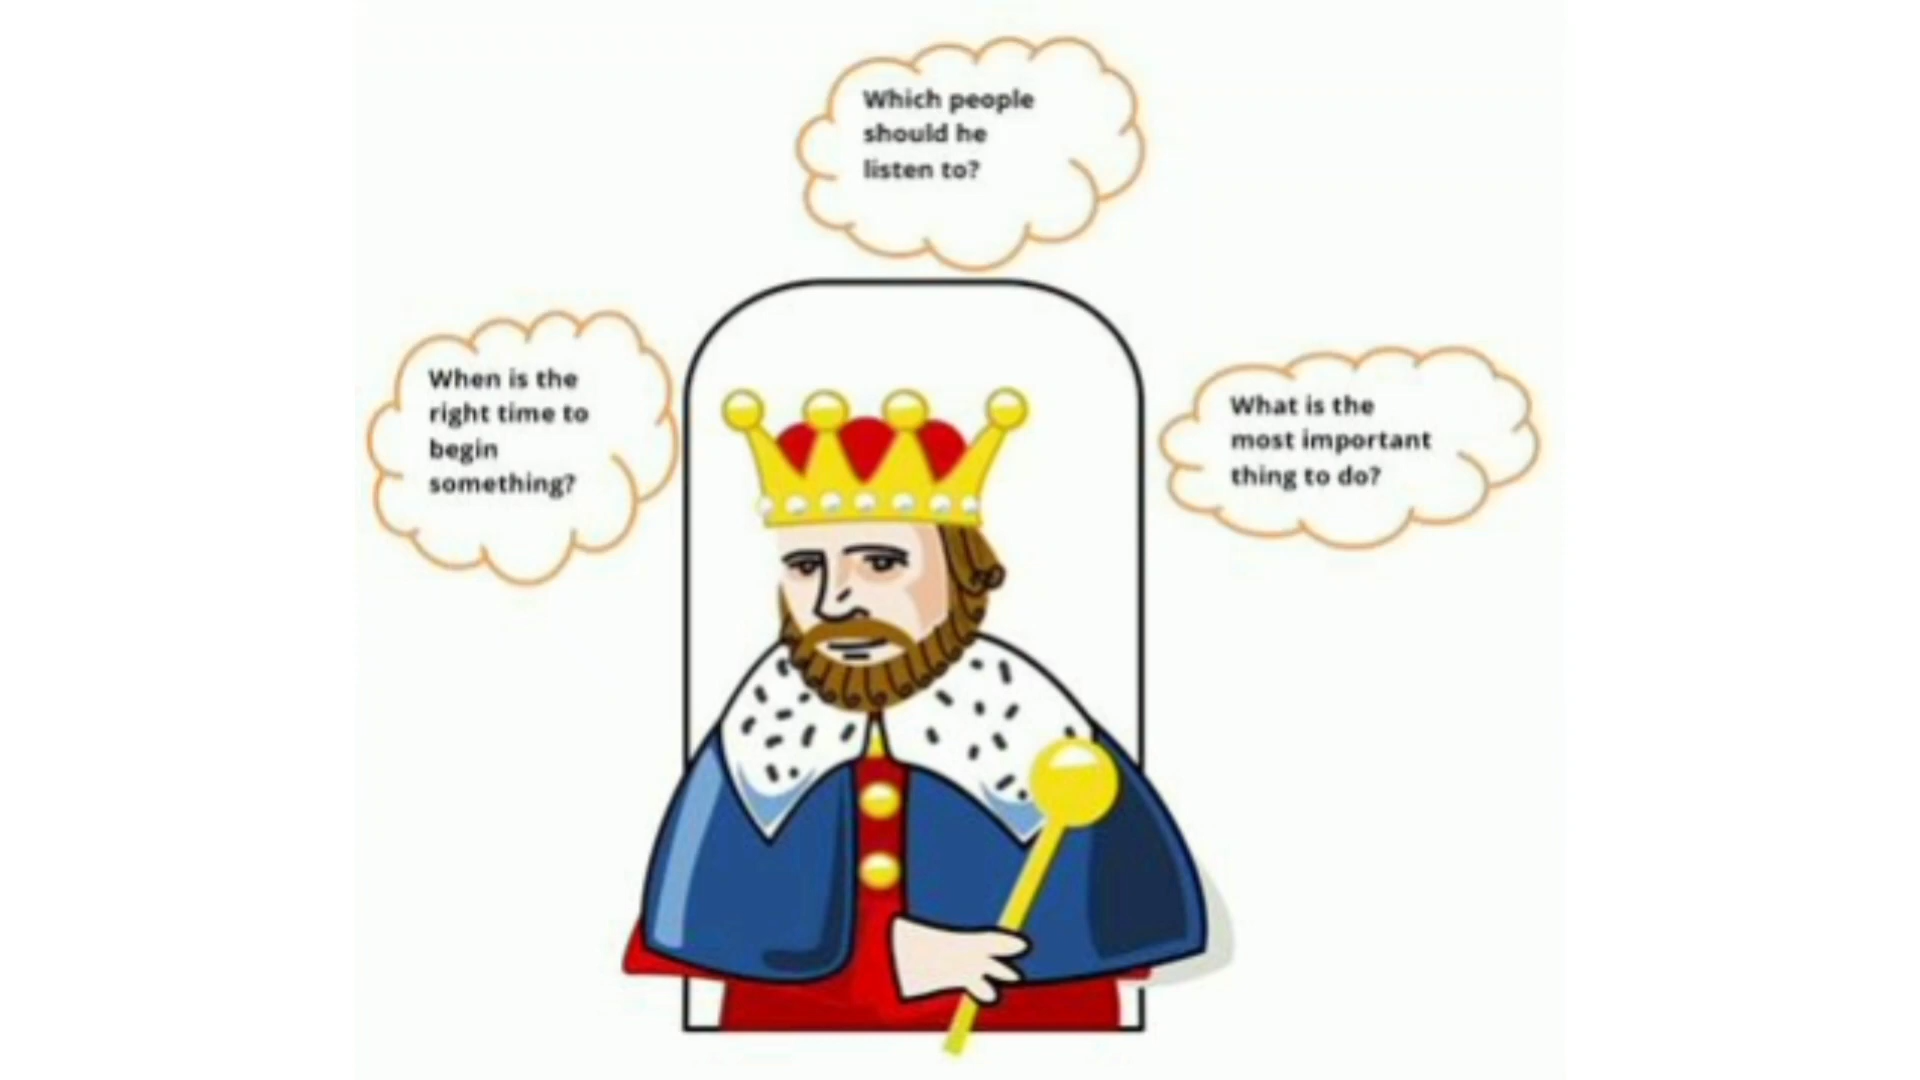 Which people
should he
listen to?
When is the
right time to
begin
something?
What is the
most important
thing to do?